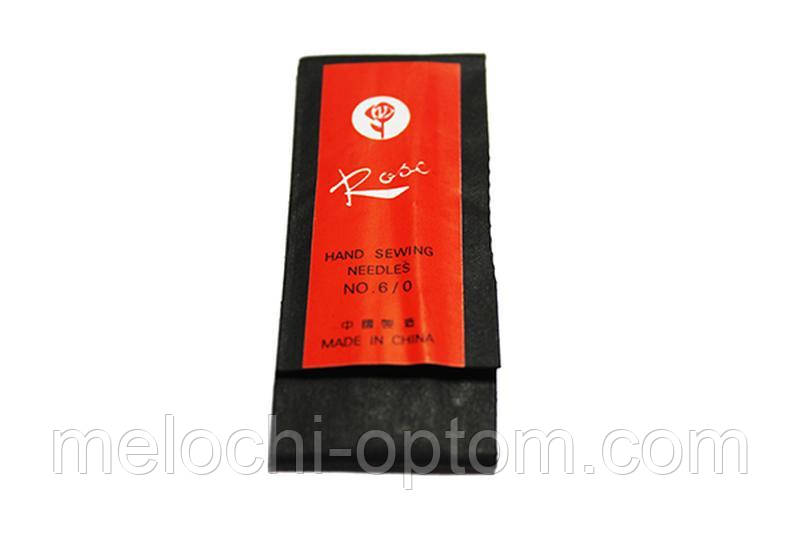 Rose
HAND SEWING
NEEDLES
NO.6/0
中國製造
MADE IN CHINA
melochi-optom.com